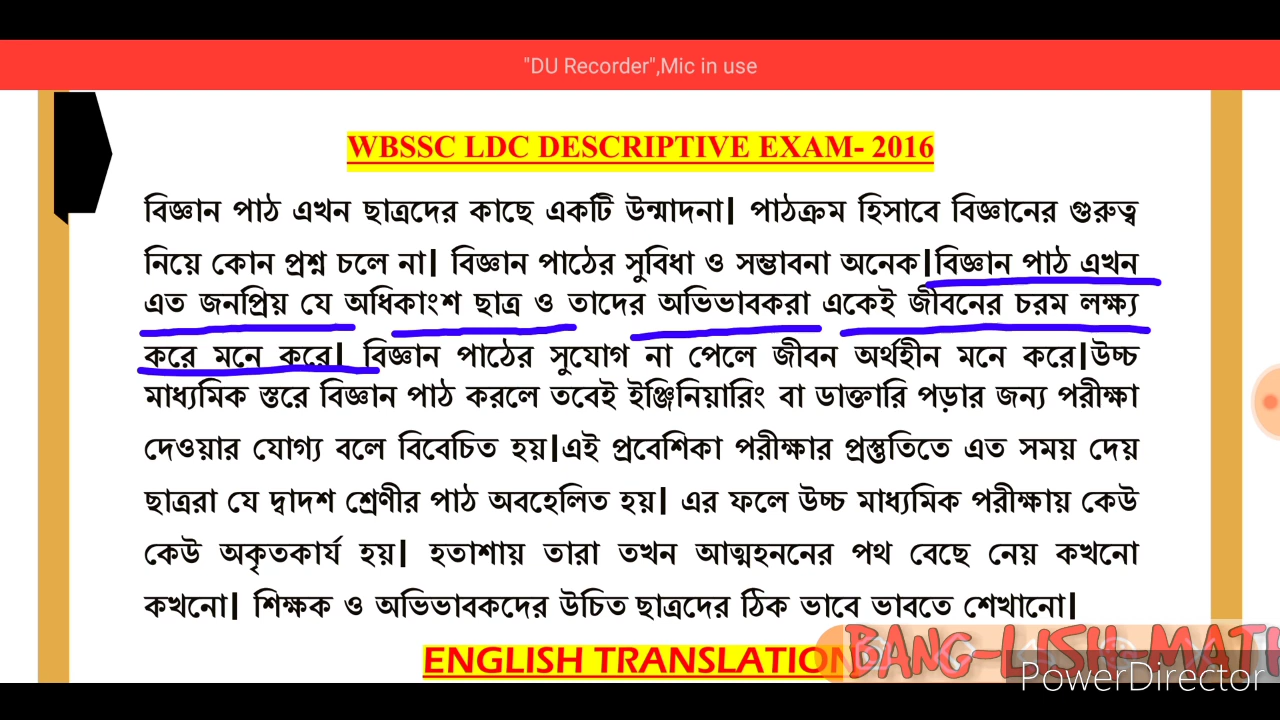 "DU Recorder",Mic in use
WBSSC LDC DESCRIPTIVE EXAM- 2016
বিজ্ঞান পাঠ এখন ছাত্রদের কাছে একটি উন্মাদনা। পাঠক্রম হিসাবে বিজ্ঞানের গুরুত্ব
নিয়ে কোন প্রশ্ন চলে না। বিজ্ঞান পাঠের সুবিধা ও সম্ভাবনা অনেক।বিজ্ঞান পাঠ এখন
এত জনপ্রিয় যে অধিকাংশ ছাত্র ও তাদের অভিভাবকরা একেই জীবনের চরম লক্ষ্য
করে মনে করে। বিজ্ঞান পাঠের সুযোগ না পেলে জীবন অর্থহীন মনে করে।উচ্চ
মাধ্যমিক স্তরে বিজ্ঞান পাঠ করলে তবেই ইঞ্জিনিয়ারিং বা ডাক্তারি পড়ার জন্য পরীক্ষা
দেওয়ার যোগ্য বলে বিবেচিত হয়।এই প্রবেশিকা পরীক্ষার প্রস্তুতিতে এত সময় দেয়
ছাত্ররা যে দ্বাদশ শ্রেণীর পাঠ অবহেলিত হয়। এর ফলে উচ্চ মাধ্যমিক পরীক্ষায় কেউ
কেউ অকৃতকার্য হয়। হতাশায় তারা তখন আত্মহননের পথ বেছে নেয় কখনো
কখনো। শিক্ষক ও অভিভাবকদের উচিত ছাত্রদের ঠিক ভাবে ভাবতে শেখানো।
ENGLISH TRANSLATION
BANG-LISH-MATH
PowerDirector